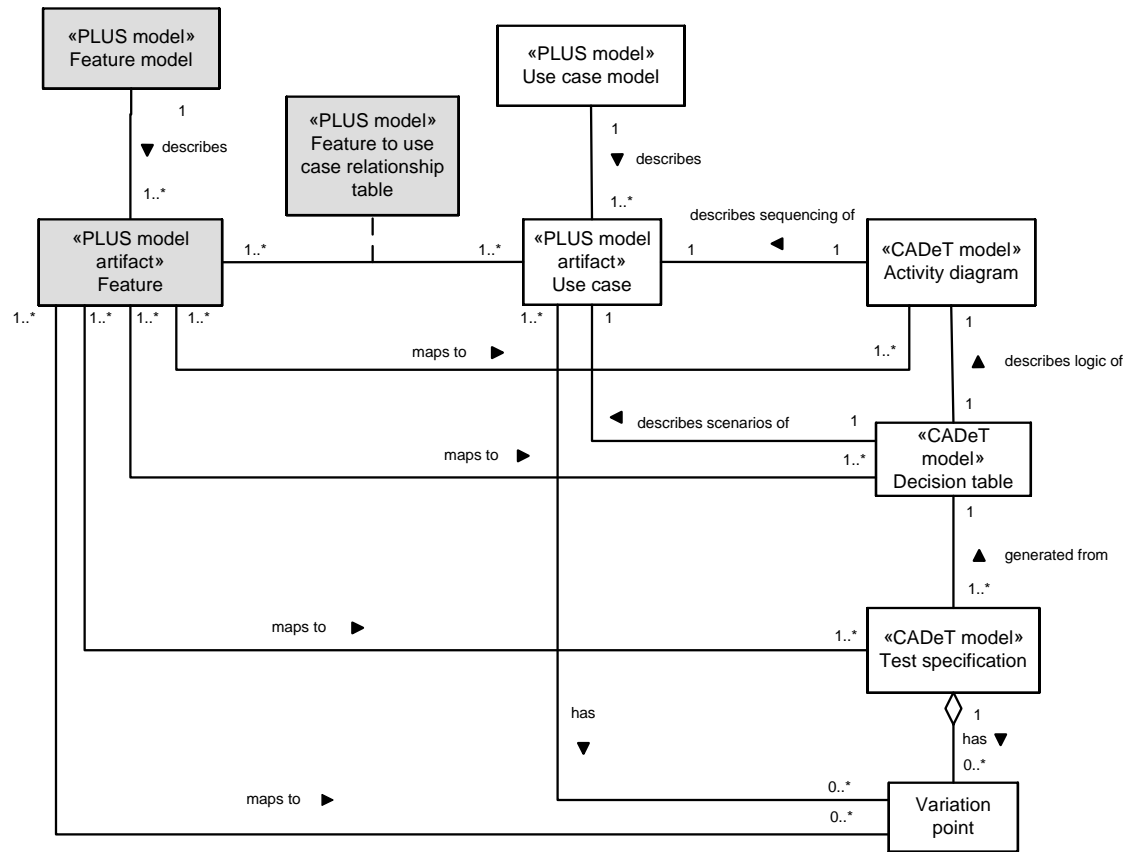 «PLUS model»
Feature model
«PLUS model»
Use case model
1
describes
1..*
«PLUS model»
Feature to use
case relationship
table
1
describes
1..*
«PLUS model
artifact»
Feature
1..*
1..*
«PLUS model
artifact»
Use case
1
describes sequencing of
1
«CADeT model»
Activity diagram
1..*
1..*
1..*
1..*
1..*
1
maps to
1..*
1
describes logic of
1
describes scenarios of
1
«CADeT
model»
Decision table
maps to
1..*
1
generated from
1..*
maps to
1..*
«CADeT model»
Test specification
has
1
has
0..*
maps to
0..*
0..*
Variation
point